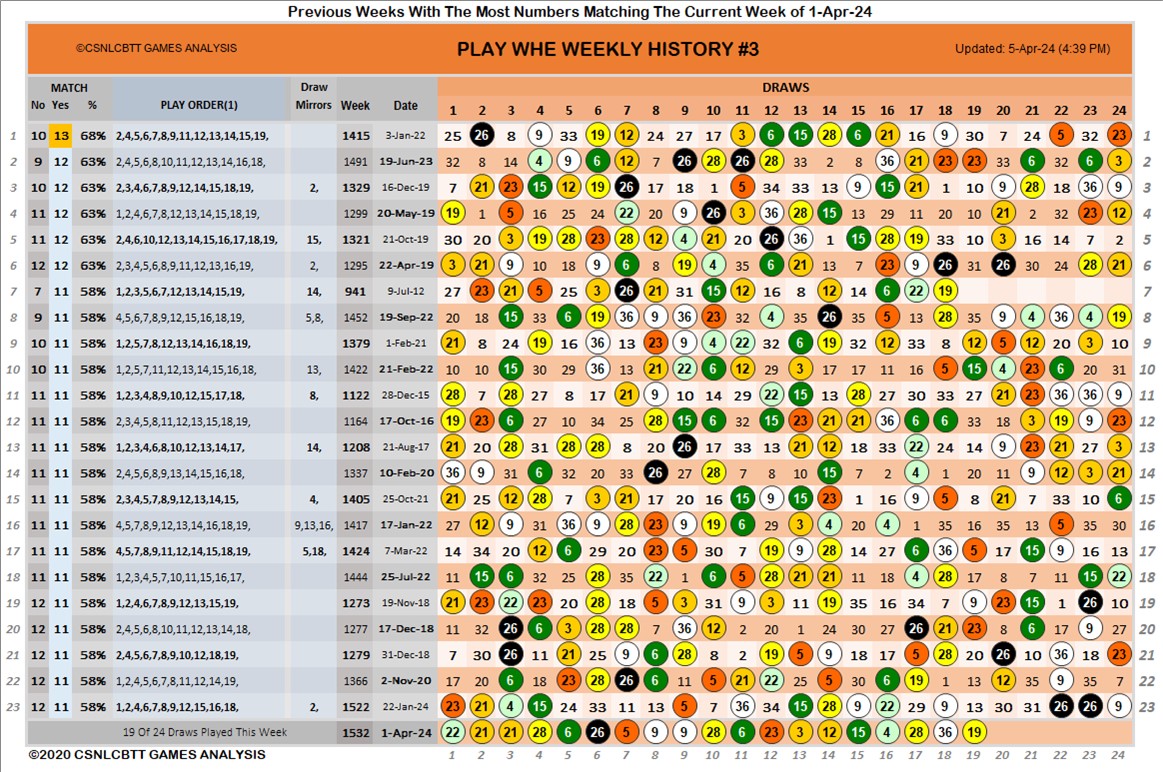 Previous Weeks With The Most Numbers Matching The Current Week of 1-Apr-24
©CSNLCBTT GAMES ANALYSIS PLAY WHE WEEKLY HISTORY #3 Updated: 5-Apr-24 (4:39 PM)
MATCH Draw DRAWS
No Yes % PLAY ORDER(1) Mirrors Week Date 1 2 3 4 5 6 7 8 9 10 11 12 13 14 15 16 17 18 19 20 21 22 23 24
1 10 13 68% 2,4,5,6,7,8,9,11,12,13,14,15,19, 1415 3-Jan-22 25 26 8 9 33 19 12 24 27 17 3 6 15 28 6 21 16 9 30 7 24 5 32 23 1
2 9 12 63% 2,4,5,6,8,10,11,12,13,14,16,18, 1491 19-Jun-23 32 8 14 4 9 6 12 7 26 28 26 28 33 2 8 36 21 23 23 33 6 32 6 3 2
3 10 12 63% 2,3,4,6,7,8,9,12,14,15,18,19, 2, 1329 16-Dec-19 7 21 23 15 12 19 26 17 18 1 5 34 33 13 9 15 21 1 10 9 28 18 36 9 3
4 11 12 63% 1,2,4,6,7,8,12,13,14,15,18,19, 1299 20-May-19 19 1 5 16 25 24 22 20 9 26 3 36 28 15 13 29 11 20 10 21 2 32 23 12 4
5 11 12 63% 2,4,6,10,12,13,14,15,16,17,18,19, 15, 1321 21-Oct-19 30 20 3 19 28 23 28 12 4 21 20 26 36 1 15 28 19 33 10 3 16 14 7 2 5
6 12 12 63% 2,3,4,5,6,8,9,11,12,13,16,19, 2, 1295 22-Apr-19 3 21 9 10 18 9 6 8 19 4 35 6 21 13 7 23 9 26 31 26 30 24 28 21 6
7 7 11 58% 1,2,3,5,6,7,12,13,14,15,19, 14, 941 9-Jul-12 27 23 21 5 25 3 26 21 31 15 12 16 8 12 14 6 22 19 7
8 9 11 58% 4,5,6,7,8,9,12,15,16,18,19, 5,8, 1452 19-Sep-22 20 18 15 33 6 19 36 9 36 23 32 4 35 26 35 5 13 28 35 9 4 36 4 19 8
9 10 11 58% 1,2,5,7,8,12,13,14,16,18,19, 1379 1-Feb-21 21 8 24 19 16 36 13 23 9 4 22 32 6 19 32 12 33 8 12 5 12 20 3 10 9
10 10 11 58% 1,2,5,7,11,12,13,14,15,16,18, 13, 1422 21-Feb-22 10 10 15 30 29 36 13 21 22 6 12 29 3 17 17 11 16 5 15 4 23 6 20 31 10
11 11 11 58% 1,2,3,4,8,9,10,12,15,17,18, 8, 1122 28-Dec-15 28 7 28 27 8 17 21 9 10 14 29 22 15 13 28 27 30 33 27 21 23 36 36 9 11
12 11 11 58% 2,3,4,5,8,11,12,13,15,18,19, 1164 17-Oct-16 19 23 6 27 10 34 25 28 15 6 32 15 23 21 21 36 6 6 33 18 3 19 9 23 12
13 11 11 58% 1,2,3,4,6,8,10,12,13,14,17, 14, 1208 21-Aug-17 21 20 28 31 28 28 8 20 26 17 33 13 21 12 18 33 22 24 14 9 23 21 27 3 13
14 11 11 58% 2,4,5,6,8,9,13,14,15,16,18, 1337 10-Feb-20 36 9 31 6 32 20 33 26 27 28 7 8 10 15 7 17 4 1 20 11 9 12 3 21 14
15 11 11 58% 2,3,4,5,7,8,9,12,13,14,15, 4, 1405 25-Oct-21 21 25 12 28 7 3 21 17 20 16 15 9 15 23 1 16 9 5 8 21 7 33 10 6 15
16 11 11 58% 4,5,7,8,9,12,13,14,16,18,19, 9,13,16, 1417 17-Jan-22 27 12 9 31 36 9 28 23 9 19 6 29 3 4 20 4 1 35 16 35 13 5 35 30 16
17 11 11 58% 4,5,7,8,9,11,12,14,15,18,19, 5,18, 1424 7-Mar-22 14 34 20 12 6 29 20 23 5 30 7 19 9 28 14 27 6 36 5 17 15 9 16 13 17
18 11 11 58% 1,2,3,4,5,7,10,11,15,16,17, 1444 25-Jul-22 11 15 6 32 25 28 35 22 1 6 5 28 21 21 11 18 4 28 17 8 7 11 15 22 18
19 12 11 58% 1,2,4,6,7,8,9,12,13,15,19, 1273 19-Nov-18 21 23 22 23 20 28 18 5 3 31 9 3 11 19 35 16 34 7 9 23 15 1 26 10 19
20 12 11 58% 2,4,5,6,8,10,11,12,13,14,18, 1277 17-Dec-18 11 32 26 6 3 28 28 7 36 12 2 20 1 24 30 27 26 19 23 8 6 17 9 27 20
21 12 11 58% 2,4,5,6,7,8,9,12,15,18,19, 1279 31-Dec-18 7 30 26 11 21 25 9 6 28 8 2 19 5 9 18 17 5 28 20 26 10 36 18 23 21
22 12 11 58% 1,2,4,5,6,7,8,11,12,14,19, 1366 2-Nov-20 17 20 6 18 23 28 26 6 11 5 21 22 25 5 30 6 19 1 13 12 35 9 35 7 22
23 12 11 58% 1,2,4,6,7,8,9,12,15,16,18, 2, 1522 22-Jan-24 23 21 4 15 24 33 11 13 5 7 36 34 15 28 9 22 29 9 13 30 31 26 26 9 23
19 Of 24 Draws Played This Week 1532 1-Apr-24 22 21 21 28 6 26 5 9 9 28 6 23 3 12 15 4 28 36 19
©2020 CSNLCBTT GAMES ANALYSIS 1 2 3 4 5 6 7 8 9 10 11 12 13 14 15 16 17 18 19 20 21 22 23 24